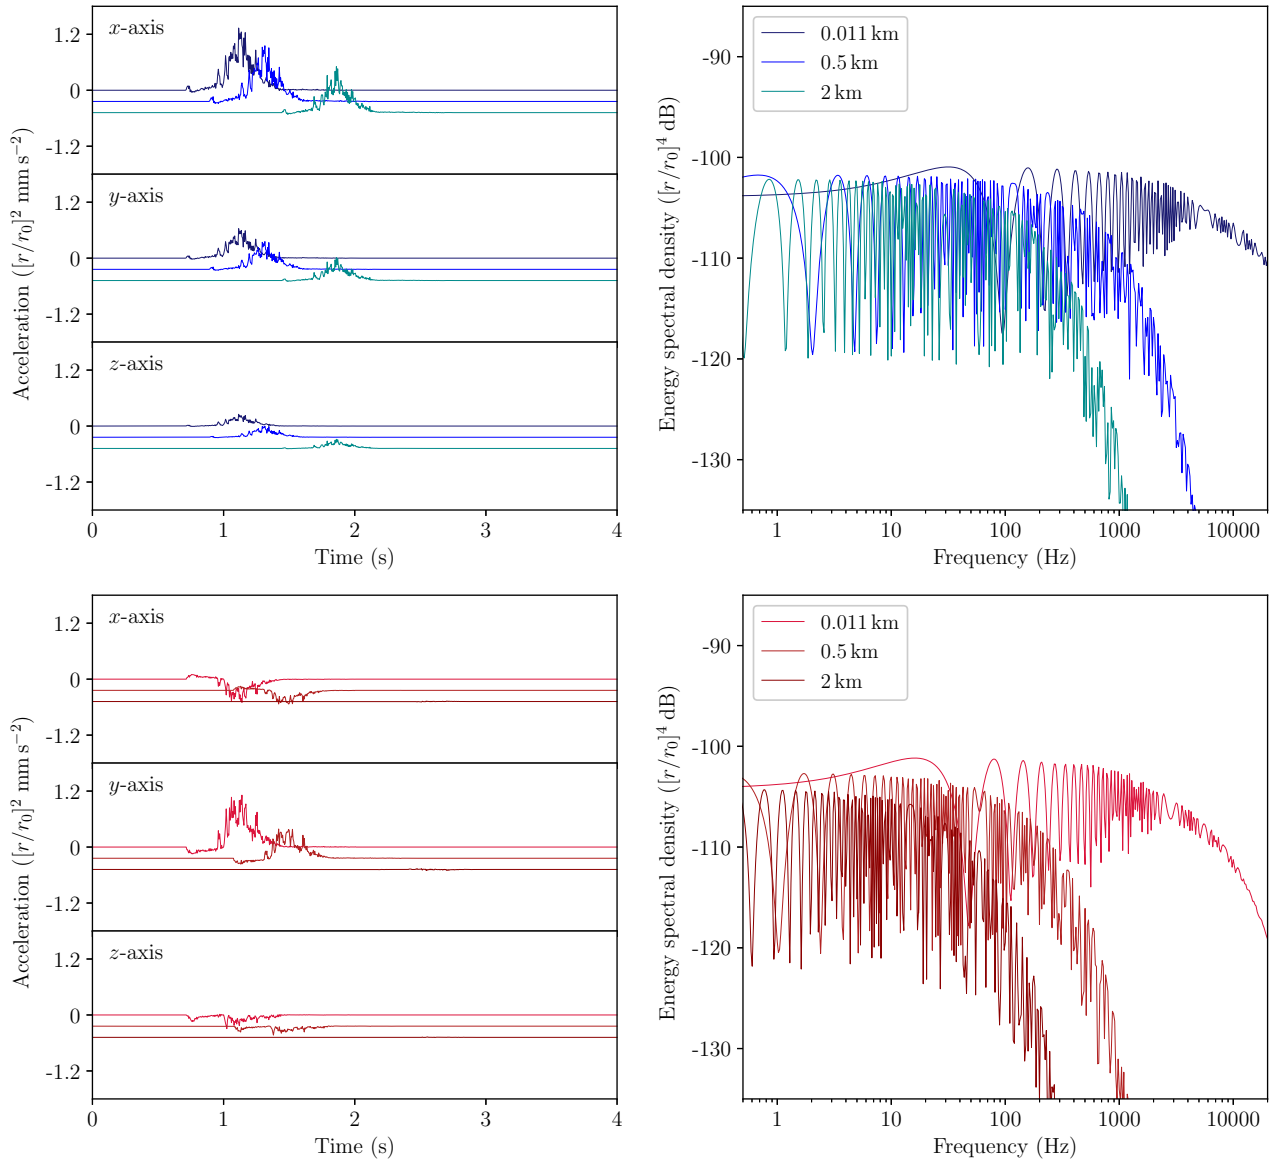 x-axis
1.2
0
-1.2
y-axis
1.2
0
-1.2
z-axis
1.2
0
-1.2
0 1 2 3 4
Time (s)
Acceleration ([r/r₀]² mm s⁻²)
0.011 km
0.5 km
2 km
-90
-100
-110
-120
-130
1 10 100 1000 10000
Frequency (Hz)
Energy spectral density ([r/r₀]⁴ dB)
x-axis
1.2
0
-1.2
y-axis
1.2
0
-1.2
z-axis
1.2
0
-1.2
0 1 2 3 4
Time (s)
Acceleration ([r/r₀]² mm s⁻²)
0.011 km
0.5 km
2 km
-90
-100
-110
-120
-130
1 10 100 1000 10000
Frequency (Hz)
Energy spectral density ([r/r₀]⁴ dB)